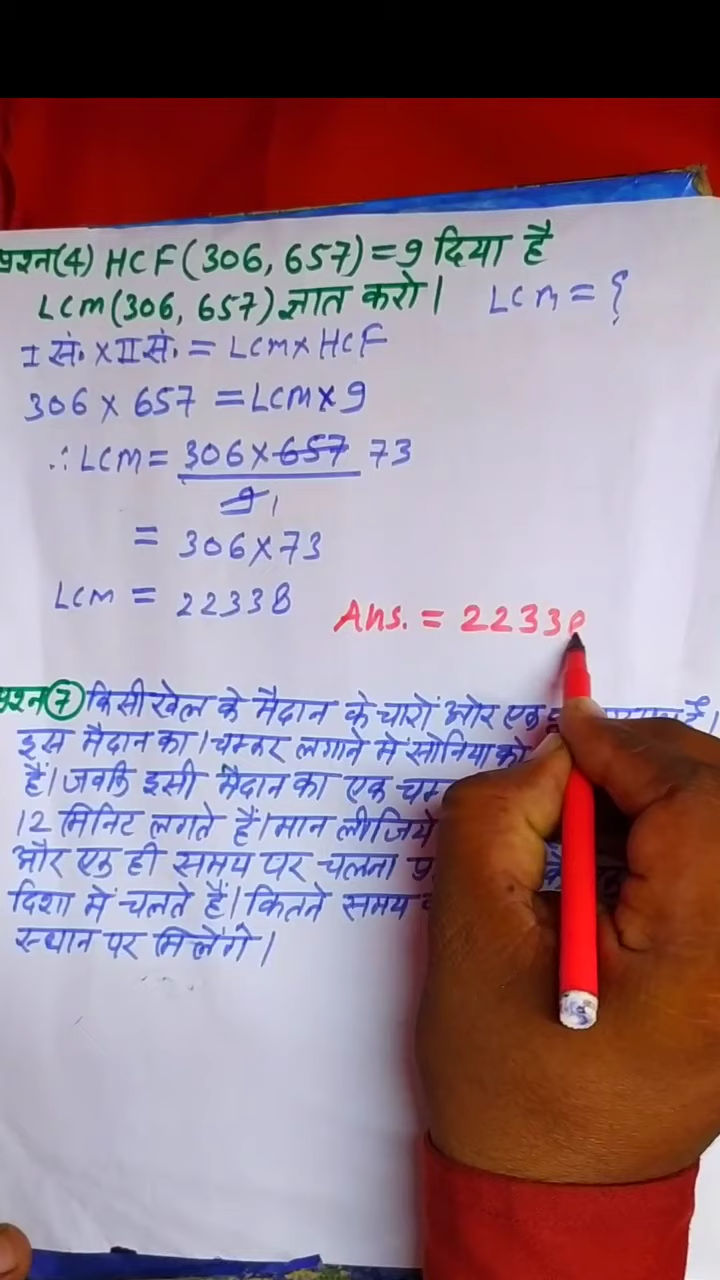 प्रश्न(4) HCF(306, 657)=9 दिया है
LCM(306, 657) ज्ञात करो। LCM = ?
I सं. × II सं. = LCM × HCF
306 × 657 = LCM × 9
∴ LCM = 306 × 657 73
9 1
= 306 × 73
LCM = 22338
Ans. = 2233
प्रश्न (7) किसी खेल के मैदान के चारों ओर एक
इस मैदान का 1 चक्कर लगाने में सोनिया को
हैं। जबकि इसी मैदान का एक
12 मिनिट लगते हैं। मान लीजिये
और एक ही समय पर चलना
दिशा में चलते हैं। कितने समय
स्थान पर मिलेंगे।